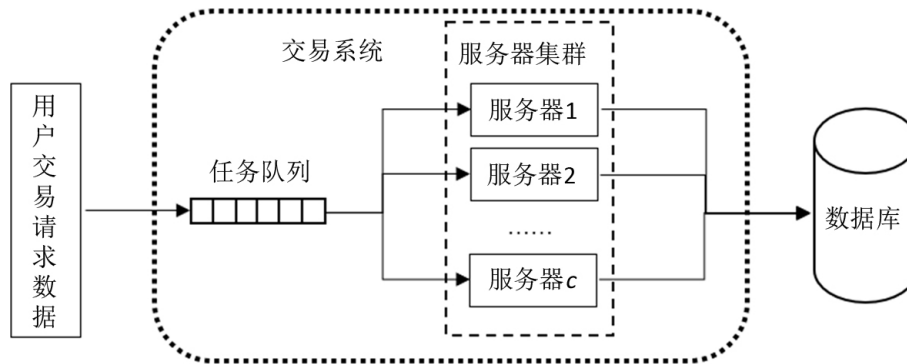 交易系统
服务器集群
用户交易请求数据
任务队列
服务器1
服务器2
……
服务器c
数据库